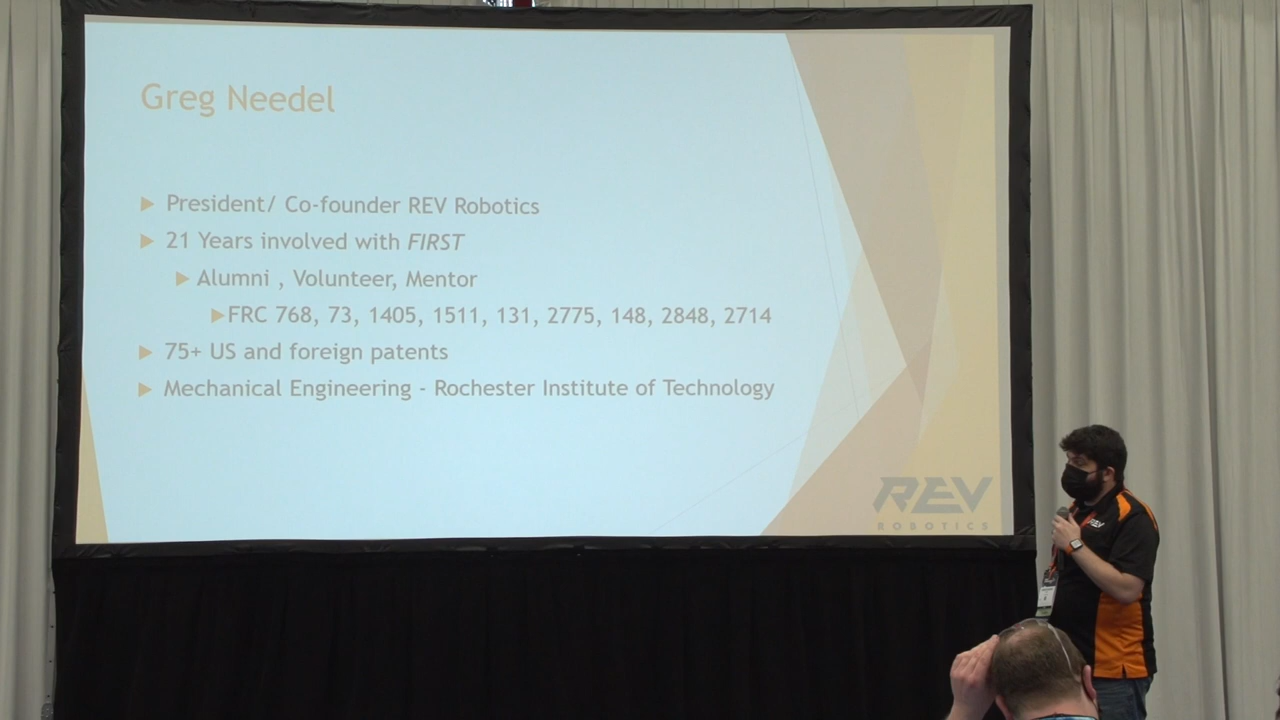 Greg Needel
President/ Co-founder REV Robotics
21 Years involved with FIRST
Alumni , Volunteer, Mentor
FRC 768, 73, 1405, 1511, 131, 2775, 148, 2848, 2714
75+ US and foreign patents
Mechanical Engineering - Rochester Institute of Technology
REV
ROBOTICS
REV